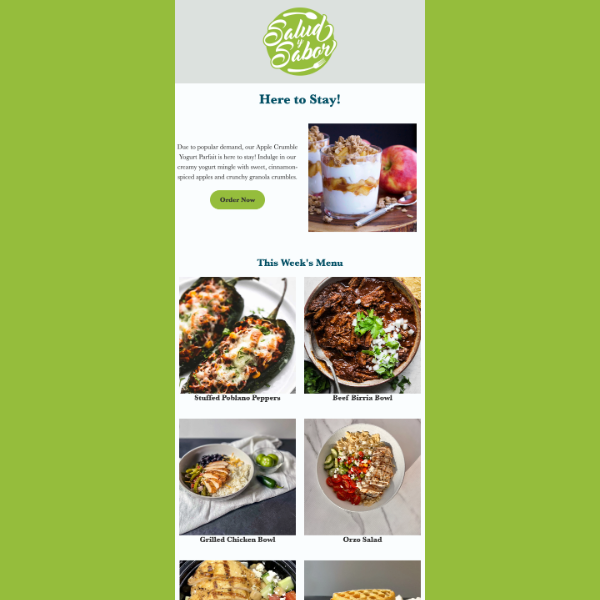 Salud
y
Sabor
Here to Stay!
Due to popular demand, our Apple Crumble
Yogurt Parfait is here to stay! Indulge in our
creamy yogurt mingle with sweet, cinnamon-
spiced apples and crunchy granola crumbles.
Order Now
This Week's Menu
Stuffed Poblano Peppers
Beef Birria Bowl
Grilled Chicken Bowl
Orzo Salad